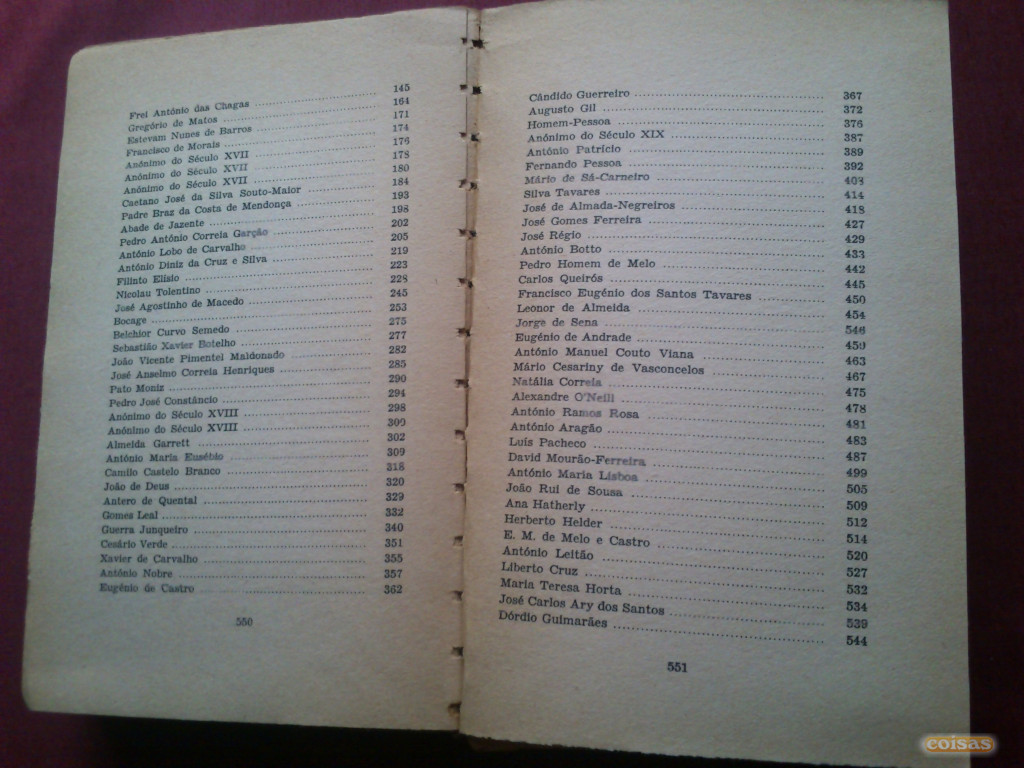 Frei António das Chagas 145
Gregório de Matos 164
Estevam Nunes de Barros 171
Francisco de Morais 174
Anónimo do Século XVII 176
Anónimo do Século XVII 178
Anónimo do Século XVII 180
Caetano José da Silva Souto-Maior 184
Padre Braz da Costa de Mendonça 193
Abade de Jazente 198
Pedro António Correia Garção 202
António Lobo de Carvalho 205
António Diniz da Cruz e Silva 219
Filinto Elísio 223
Nicolau Tolentino 228
José Agostinho de Macedo 245
Bocage 253
Belchior Curvo Semedo 275
Sebastião Xavier Botelho 277
João Vicente Pimentel Maldonado 282
José Anselmo Correia Henriques 285
Pato Moniz 290
Pedro José Constâncio 294
Anónimo do Século XVIII 298
Anónimo do Século XVIII 300
Almeida Garrett 302
António Maria Eusébio 309
Camilo Castelo Branco 318
João de Deus 320
Antero de Quental 329
Gomes Leal 332
Guerra Junqueiro 340
Cesário Verde 351
Xavier de Carvalho 355
António Nobre 357
Eugénio de Castro 362
550
Cândido Guerreiro 367
Augusto Gil 372
Homem-Pessoa 376
Anónimo do Século XIX 387
António Patrício 389
Fernando Pessoa 392
Mário de Sá-Carneiro 403
Silva Tavares 414
José de Almada-Negreiros 418
José Gomes Ferreira 427
José Régio 429
António Botto 433
Pedro Homem de Melo 442
Carlos Queirós 445
Francisco Eugénio dos Santos Tavares 450
Leonor de Almeida 454
Jorge de Sena 546
Eugénio de Andrade 459
António Manuel Couto Viana 463
Mário Cesariny de Vasconcelos 467
Natália Correia 475
Alexandre O'Neill 478
António Ramos Rosa 481
António Aragão 483
Luís Pacheco 487
David Mourão-Ferreira 499
António Maria Lisboa 505
João Rui de Sousa 509
Ana Hatherly 512
Herberto Helder 514
E. M. de Melo e Castro 520
António Leitão 527
Liberto Cruz 532
Maria Teresa Horta 534
José Carlos Ary dos Santos 539
Dórdio Guimarães 544
551
coisas